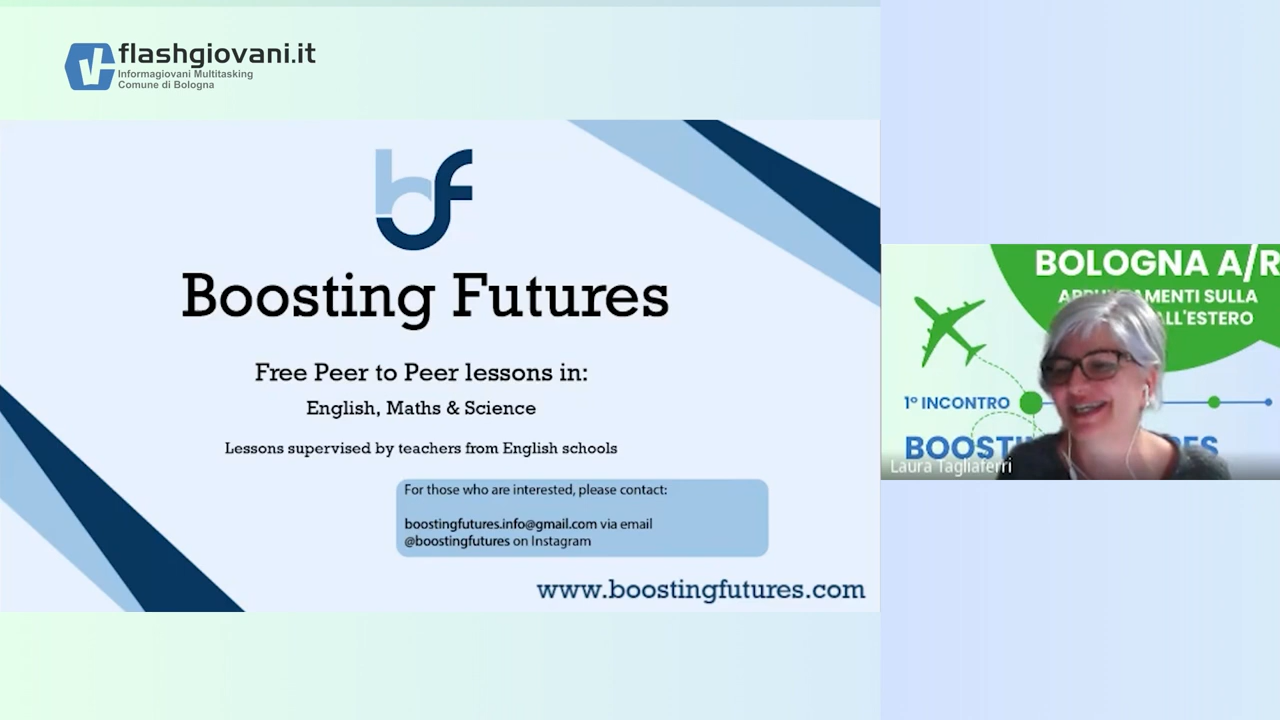 flashgiovani.it
Informagiovani Multitasking
Comune di Bologna
bf
Boosting Futures
Free Peer to Peer lessons in:
English, Maths & Science
Lessons supervised by teachers from English schools
For those who are interested, please contact:
boostingfutures.info@gmail.com via email
@boostingfutures on Instagram
www.boostingfutures.com
BOLOGNA A/R
SULLA
ALL'ESTERO
1° INCONTRO
Laura Tagliaferri